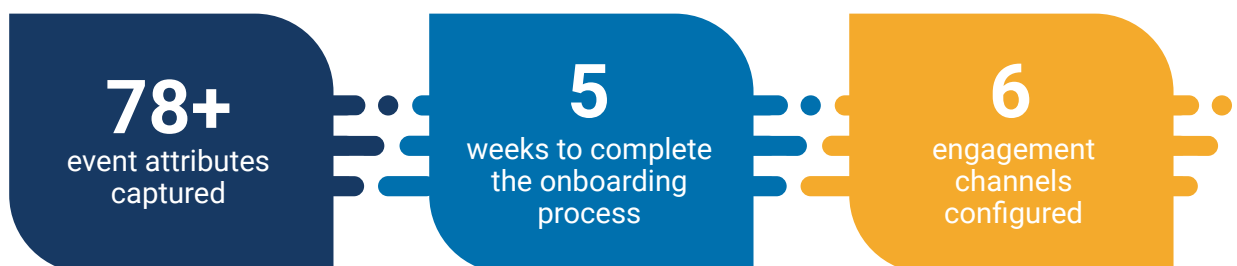 78+
event attributes
captured
5
weeks to complete
the onboarding
process
6
engagement
channels
configured